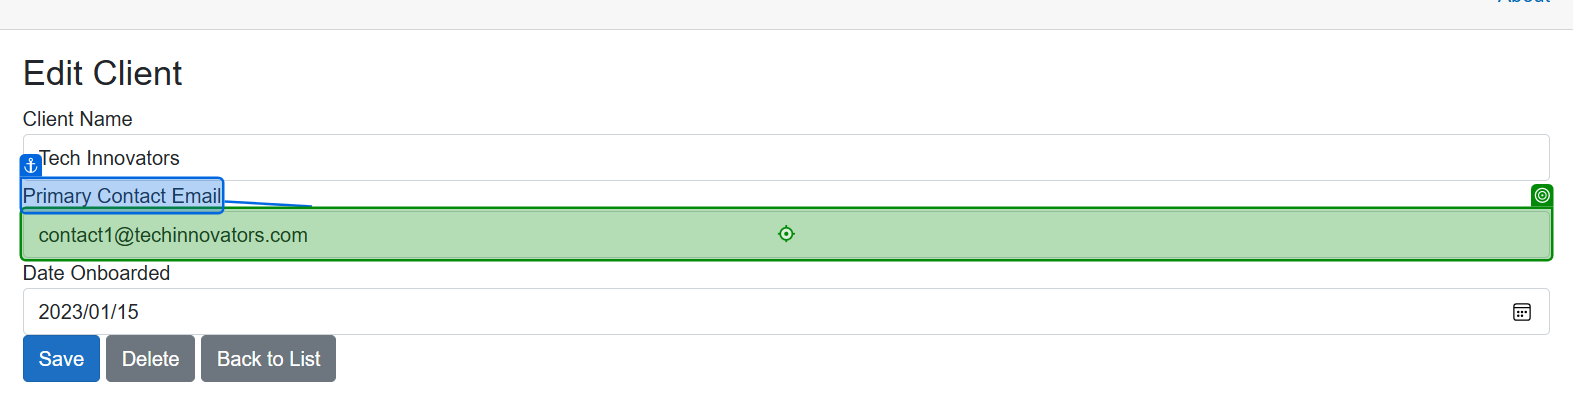 About
Edit Client
Client Name
Tech Innovators
Primary Contact Email
contact1@techinnovators.com
Date Onboarded
2023/01/15
Save Delete Back to List